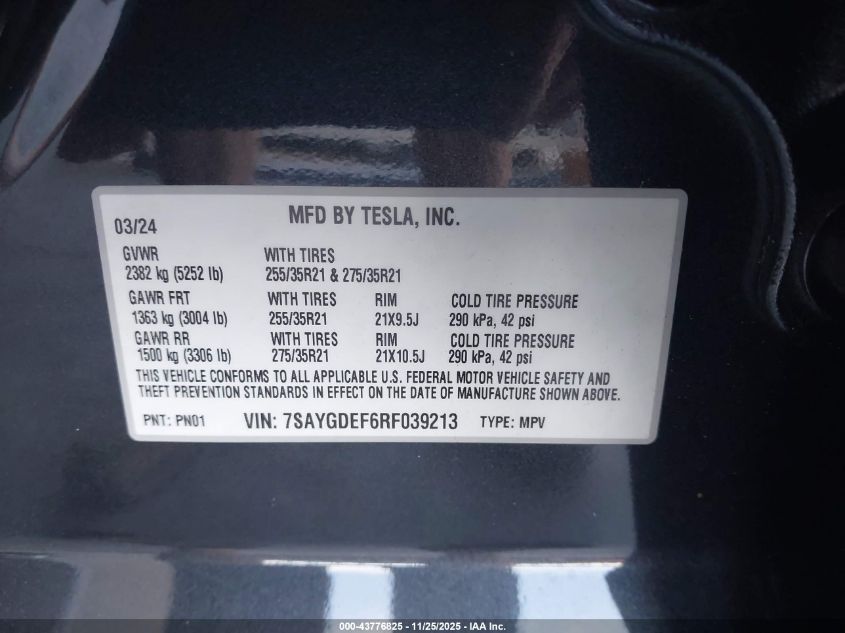 03/24 MFD BY TESLA, INC.
GVWR WITH TIRES
2382 kg (5252 lb) 255/35R21 & 275/35R21
GAWR FRT WITH TIRES RIM COLD TIRE PRESSURE
1363 kg (3004 lb) 255/35R21 21X9.5J 290 kPa, 42 psi
GAWR RR WITH TIRES RIM COLD TIRE PRESSURE
1500 kg (3306 lb) 275/35R21 21X10.5J 290 kPa, 42 psi
THIS VEHICLE CONFORMS TO ALL APPLICABLE U.S. FEDERAL MOTOR VEHICLE SAFETY AND
THEFT PREVENTION STANDARDS IN EFFECT ON THE DATE OF MANUFACTURE SHOWN ABOVE.
PNT: PN01 VIN: 7SAYGDEF6RF039213 TYPE: MPV
000-43776825 - 11/25/2025 - IAA Inc.